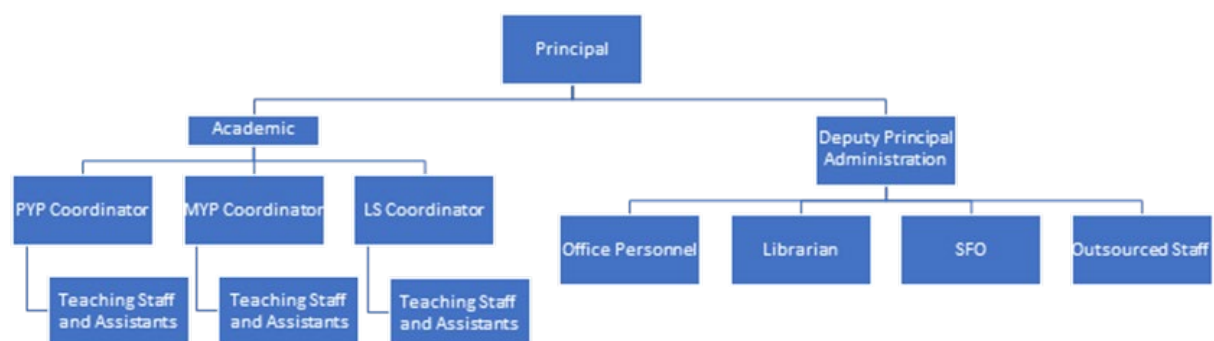 Principal
Academic
Deputy Principal
Administration
PYP Coordinator
MYP Coordinator
LS Coordinator
Office Personnel
Librarian
SFO
Outsourced Staff
Teaching Staff
and Assistants
Teaching Staff
and Assistants
Teaching Staff
and Assistants